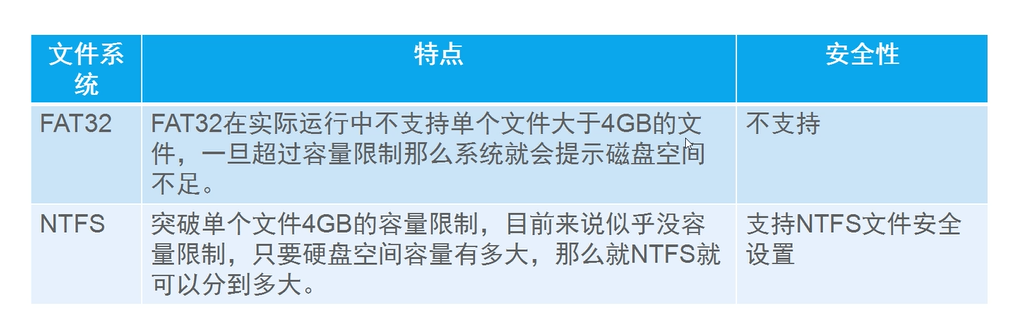 文件系
统
特点
安全性
FAT32
FAT32在实际运行中不支持单个文件大于4GB的文
件，一旦超过容量限制那么系统就会提示磁盘空间
不足。
不支持
NTFS
突破单个文件4GB的容量限制，目前来说似乎没容
量限制，只要硬盘空间容量有多大，那么就NTFS就
可以分到多大。
支持NTFS文件安全
设置